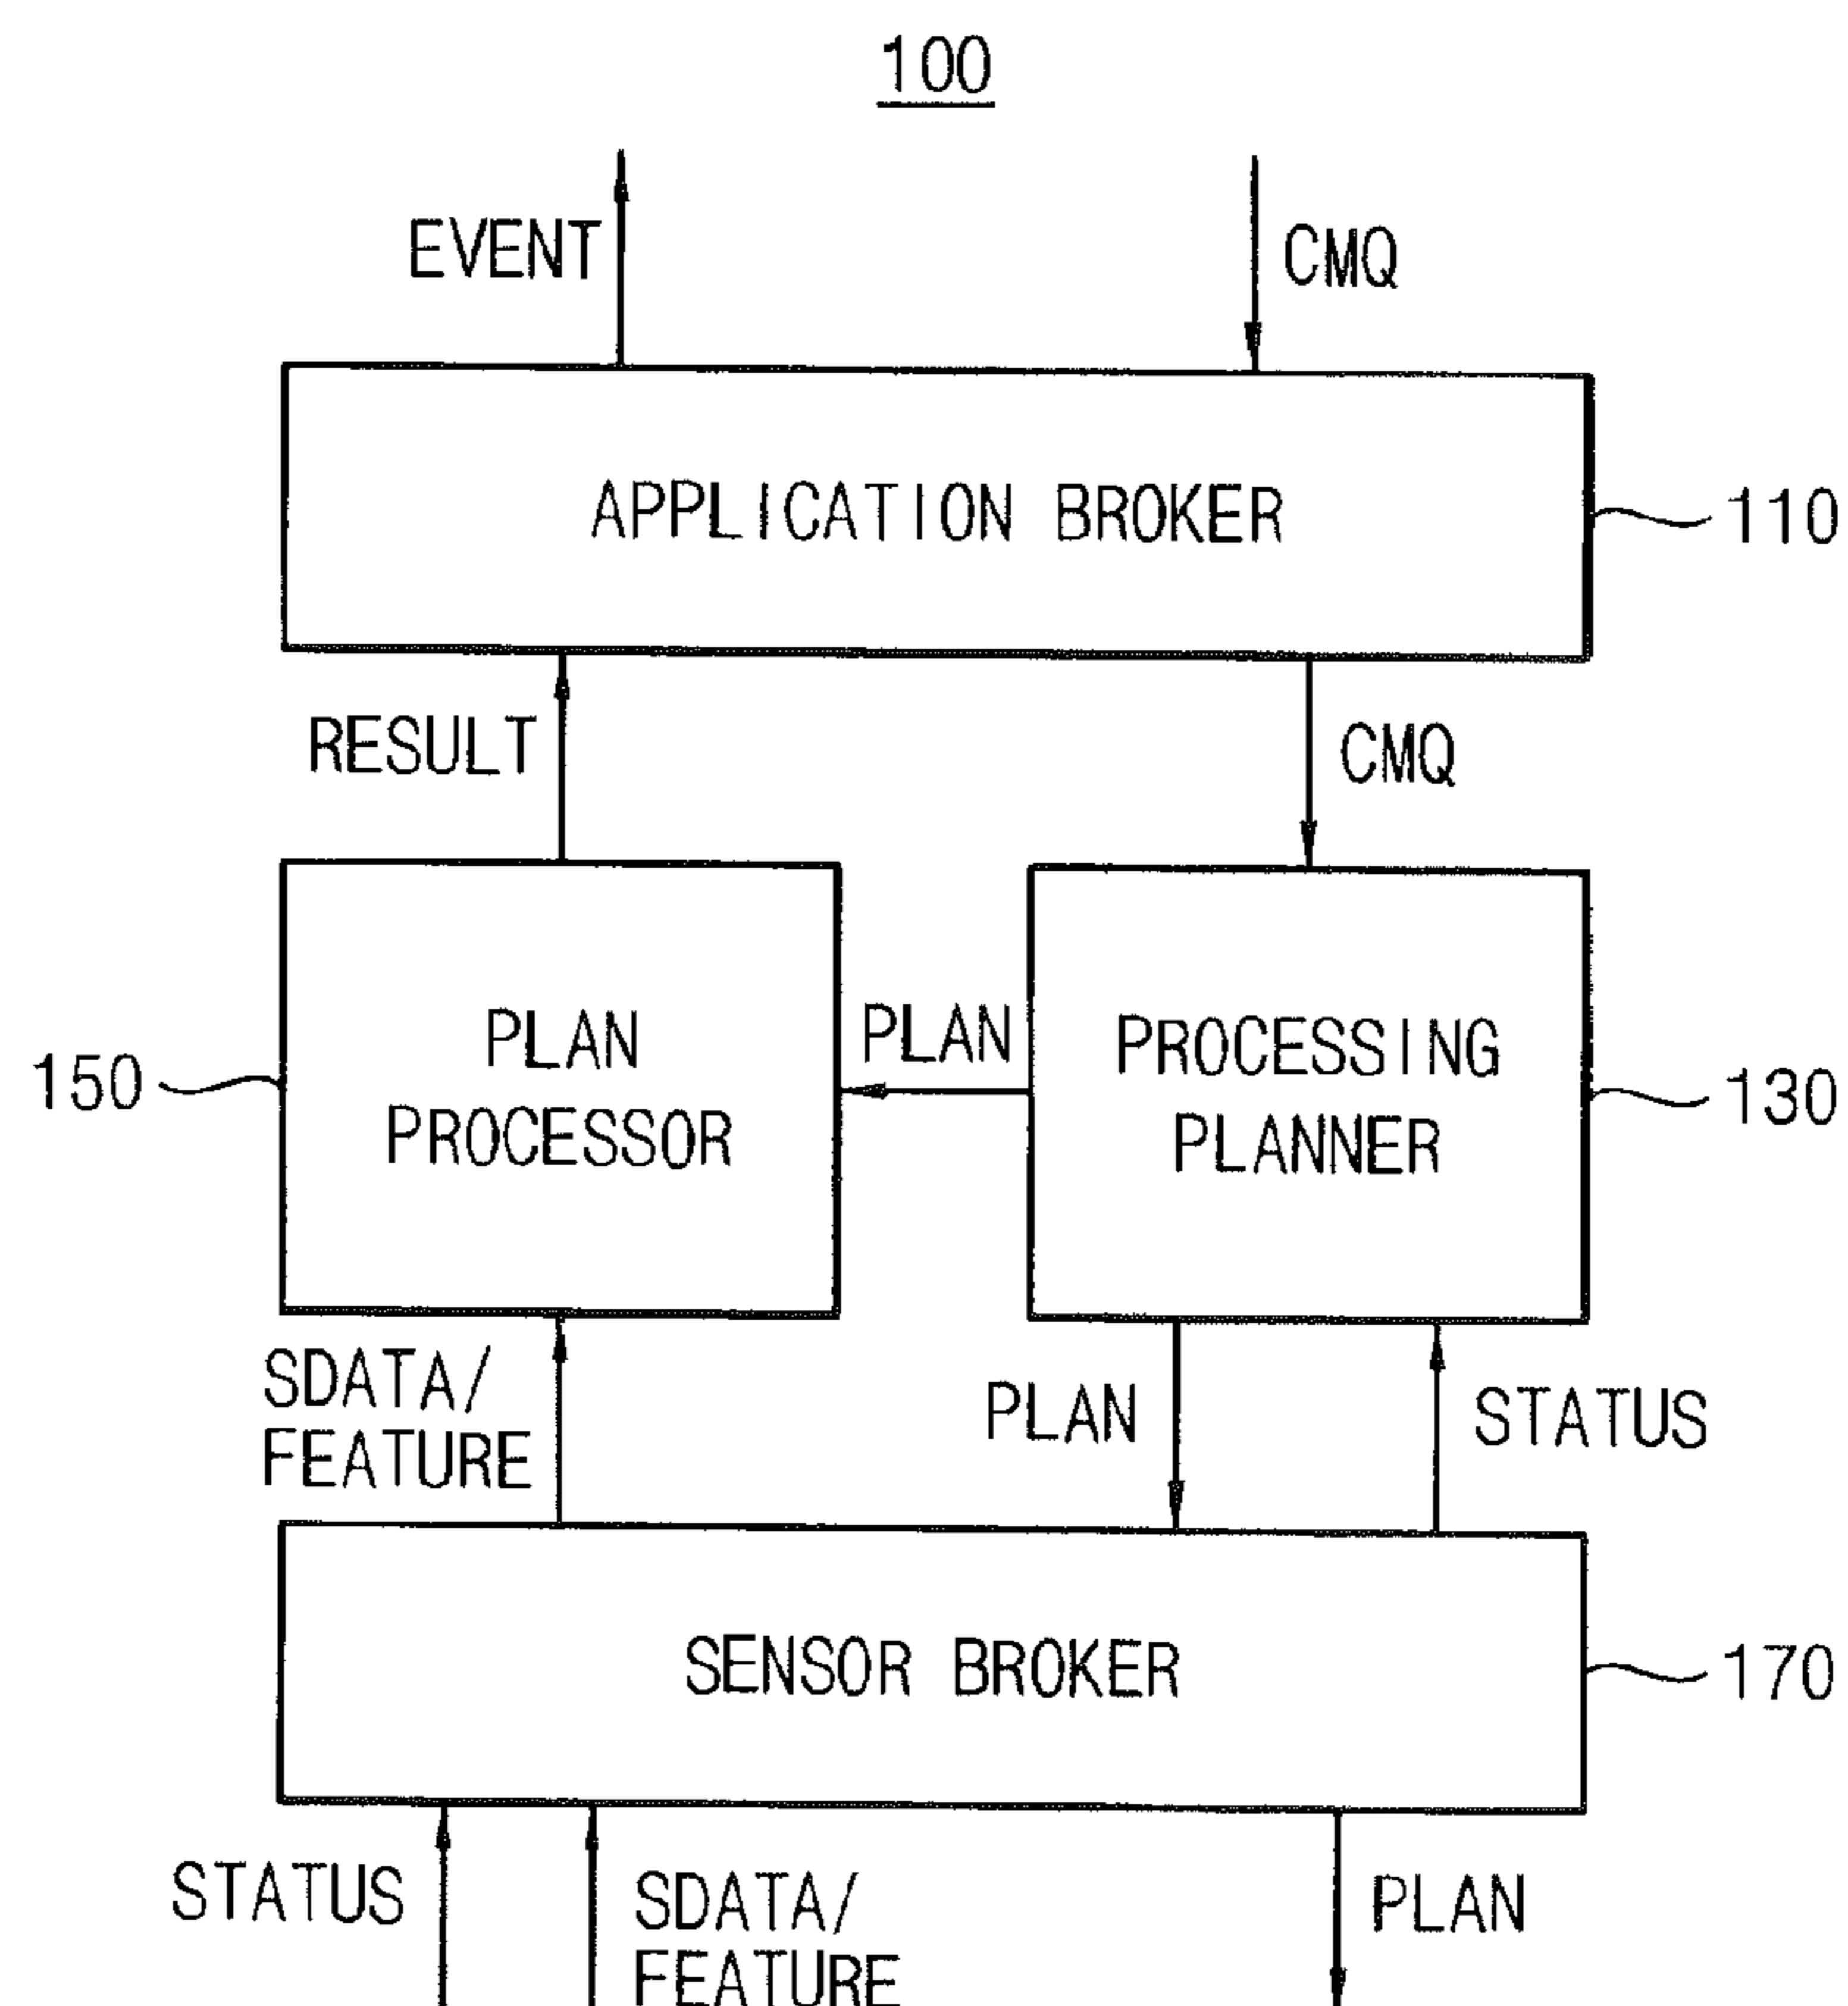 100
EVENT
CMQ
APPLICATION BROKER
110
RESULT
CMQ
PLAN
PROCESSOR
150
PLAN
PROCESSING
PLANNER
130
SDATA/
FEATURE
PLAN
STATUS
SENSOR BROKER
170
STATUS
SDATA/
FEATURE
PLAN